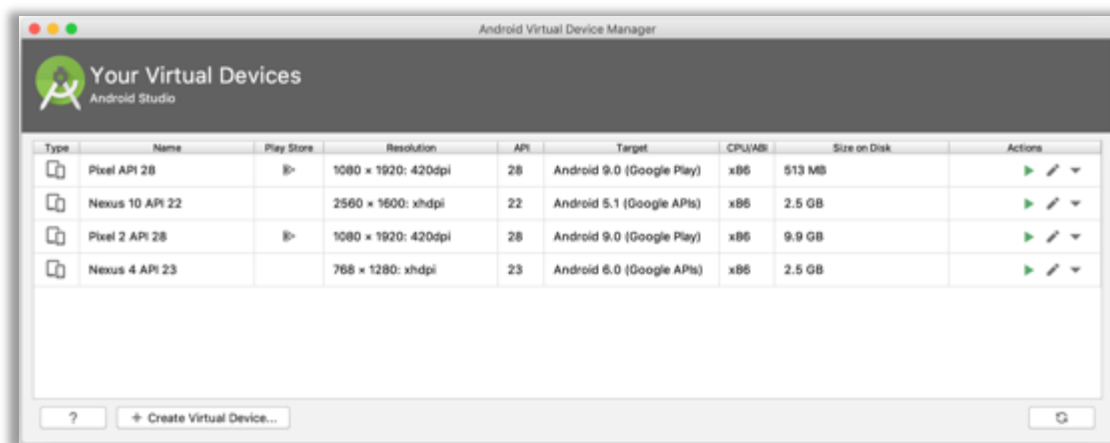 Android Virtual Device Manager
Your Virtual Devices
Android Studio
Type Name Play Store Resolution API Target CPU/ABI Size on Disk Actions
Pixel API 28 1080 × 1920: 420dpi 28 Android 9.0 (Google Play) x86 513 MB
Nexus 10 API 22 2560 × 1600: xhdpi 22 Android 5.1 (Google APIs) x86 2.5 GB
Pixel 2 API 28 1080 × 1920: 420dpi 28 Android 9.0 (Google Play) x86 9.9 GB
Nexus 4 API 23 768 × 1280: xhdpi 23 Android 6.0 (Google APIs) x86 2.5 GB
? + Create Virtual Device...